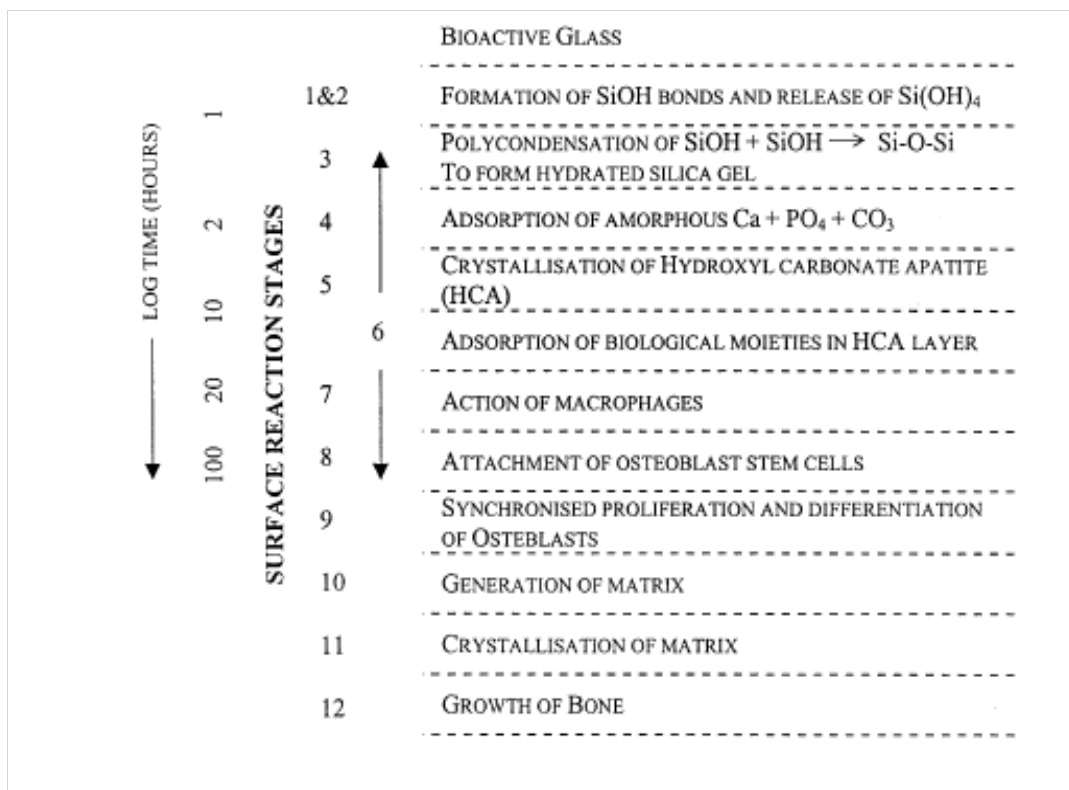 BIOACTIVE GLASS
1&2 FORMATION OF SiOH BONDS AND RELEASE OF Si(OH)₄
3 POLYCONDENSATION OF SiOH + SiOH → Si-O-Si
TO FORM HYDRATED SILICA GEL
4 ADSORPTION OF AMORPHOUS Ca + PO₄ + CO₃
5 CRYSTALLISATION OF HYDROXYL CARBONATE APATITE
(HCA)
6 ADSORPTION OF BIOLOGICAL MOIETIES IN HCA LAYER
7 ACTION OF MACROPHAGES
8 ATTACHMENT OF OSTEOBLAST STEM CELLS
9 SYNCHRONISED PROLIFERATION AND DIFFERENTIATION
OF OSTEBLASTS
10 GENERATION OF MATRIX
11 CRYSTALLISATION OF MATRIX
12 GROWTH OF BONE
LOG TIME (HOURS)
1 2 10 20 100
SURFACE REACTION STAGES